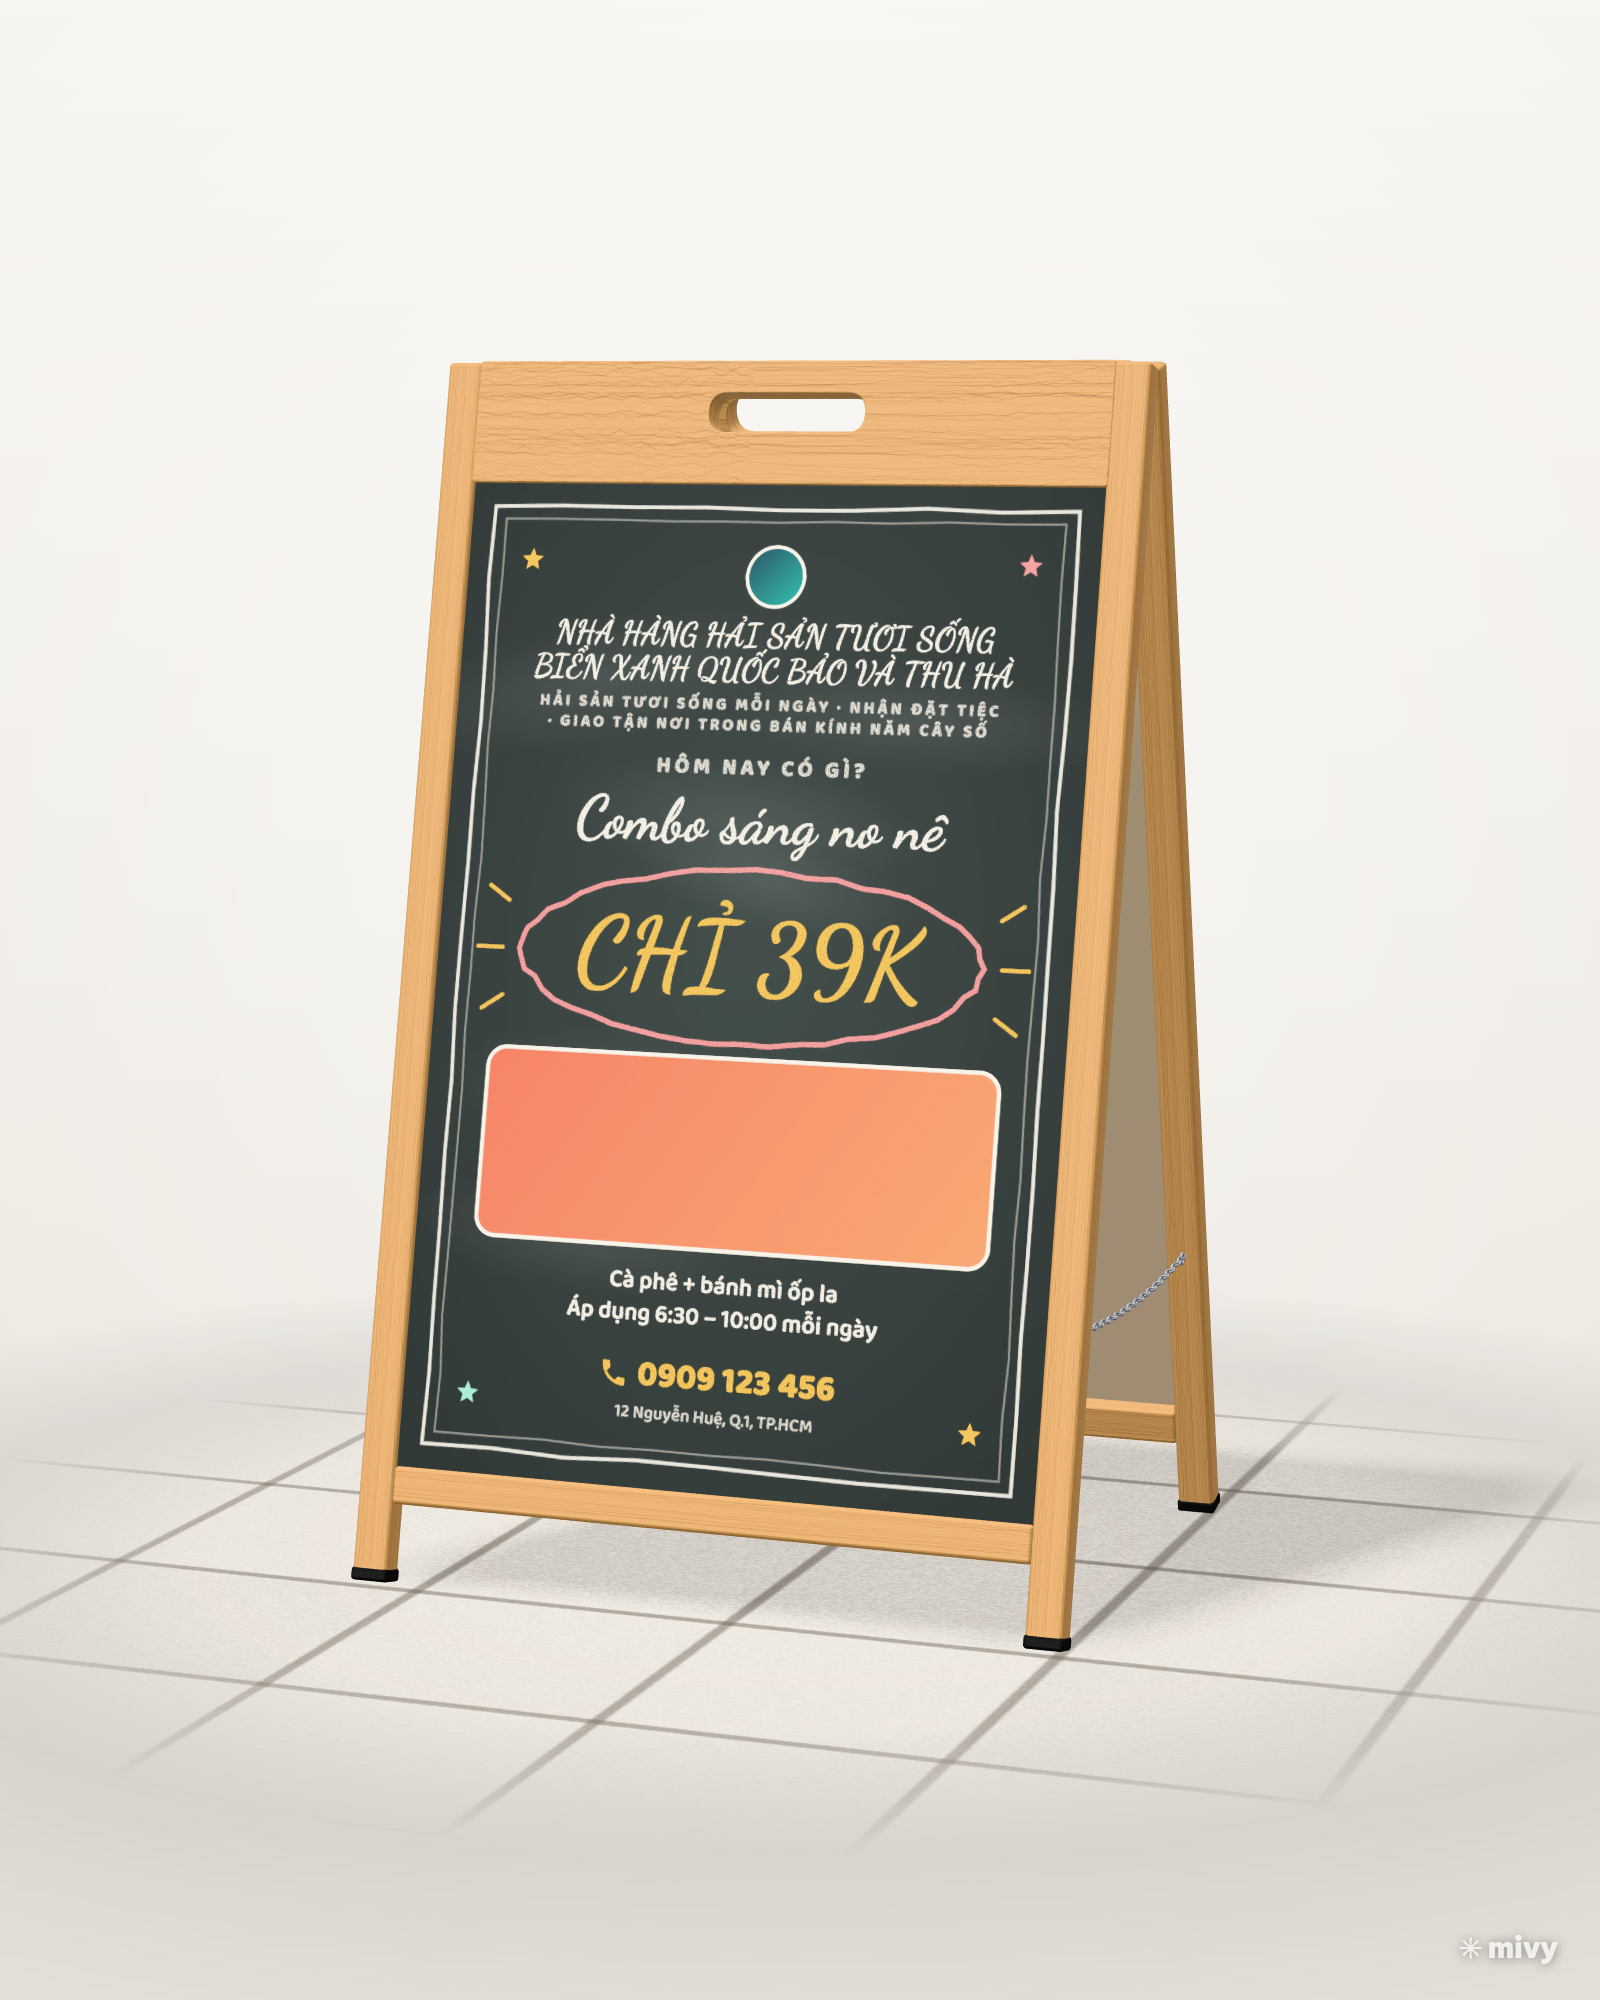 NHÀ HÀNG HẢI SẢN TƯƠI SỐNG
BIỂN XANH QUỐC BẢO VÀ THU HÀ
HẢI SẢN TƯƠI SỐNG MỖI NGÀY · NHẬN ĐẶT TIỆC
· GIAO TẬN NƠI TRONG BÁN KÍNH NĂM CÂY SỐ
HÔM NAY CÓ GÌ?
Combo sáng no nê
CHỈ 39K
Cà phê + bánh mì ốp la
Áp dụng 6:30 – 10:00 mỗi ngày
0909 123 456
12 Nguyễn Huệ, Q.1, TP.HCM
mivy